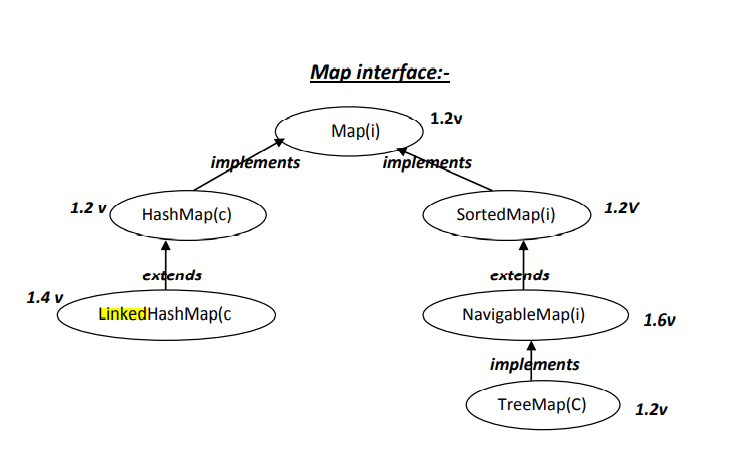 Map interface:-
Map(i) 1.2v
implements implements
1.2 v HashMap(c) SortedMap(i) 1.2V
extends extends
1.4 v LinkedHashMap(c NavigableMap(i) 1.6v
implements
TreeMap(C) 1.2v